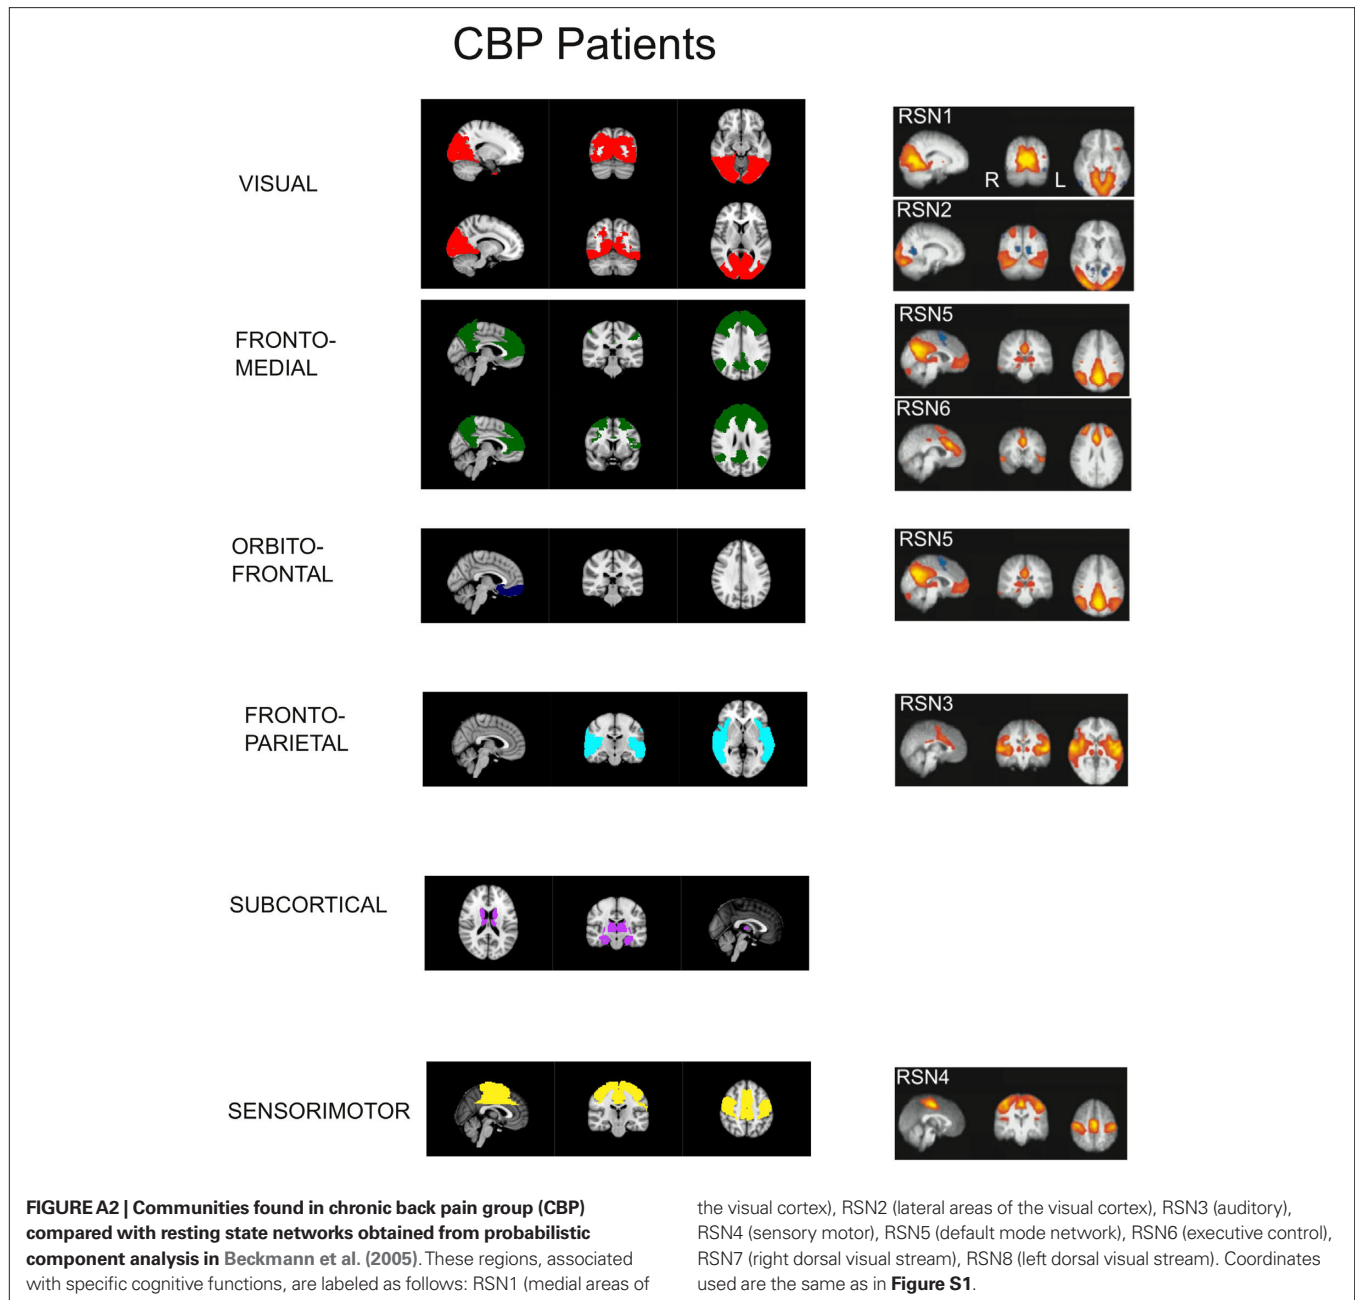 CBP Patients
VISUAL
RSN1
R
L
RSN2
FRONTO-
MEDIAL
RSN5
RSN6
ORBITO-
FRONTAL
RSN5
FRONTO-
PARIETAL
RSN3
SUBCORTICAL
SENSORIMOTOR
RSN4
FIGURE A2 | Communities found in chronic back pain group (CBP)
compared with resting state networks obtained from probabilistic
component analysis in Beckmann et al. (2005). These regions, associated
with specific cognitive functions, are labeled as follows: RSN1 (medial areas of
the visual cortex), RSN2 (lateral areas of the visual cortex), RSN3 (auditory),
RSN4 (sensory motor), RSN5 (default mode network), RSN6 (executive control),
RSN7 (right dorsal visual stream), RSN8 (left dorsal visual stream). Coordinates
used are the same as in Figure S1.